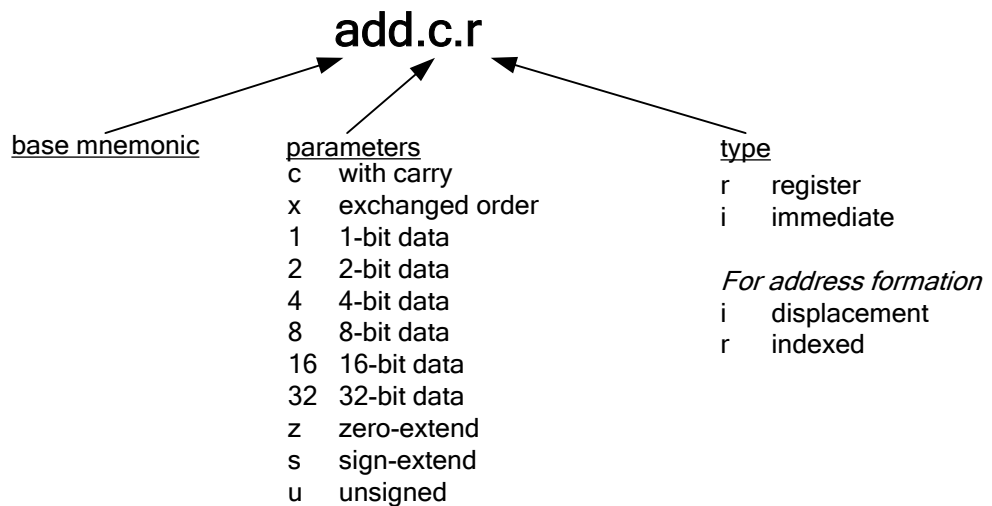 add.c.r
base mnemonic
parameters
c with carry
x exchanged order
1 1-bit data
2 2-bit data
4 4-bit data
8 8-bit data
16 16-bit data
32 32-bit data
z zero-extend
s sign-extend
u unsigned
type
r register
i immediate
For address formation
i displacement
r indexed